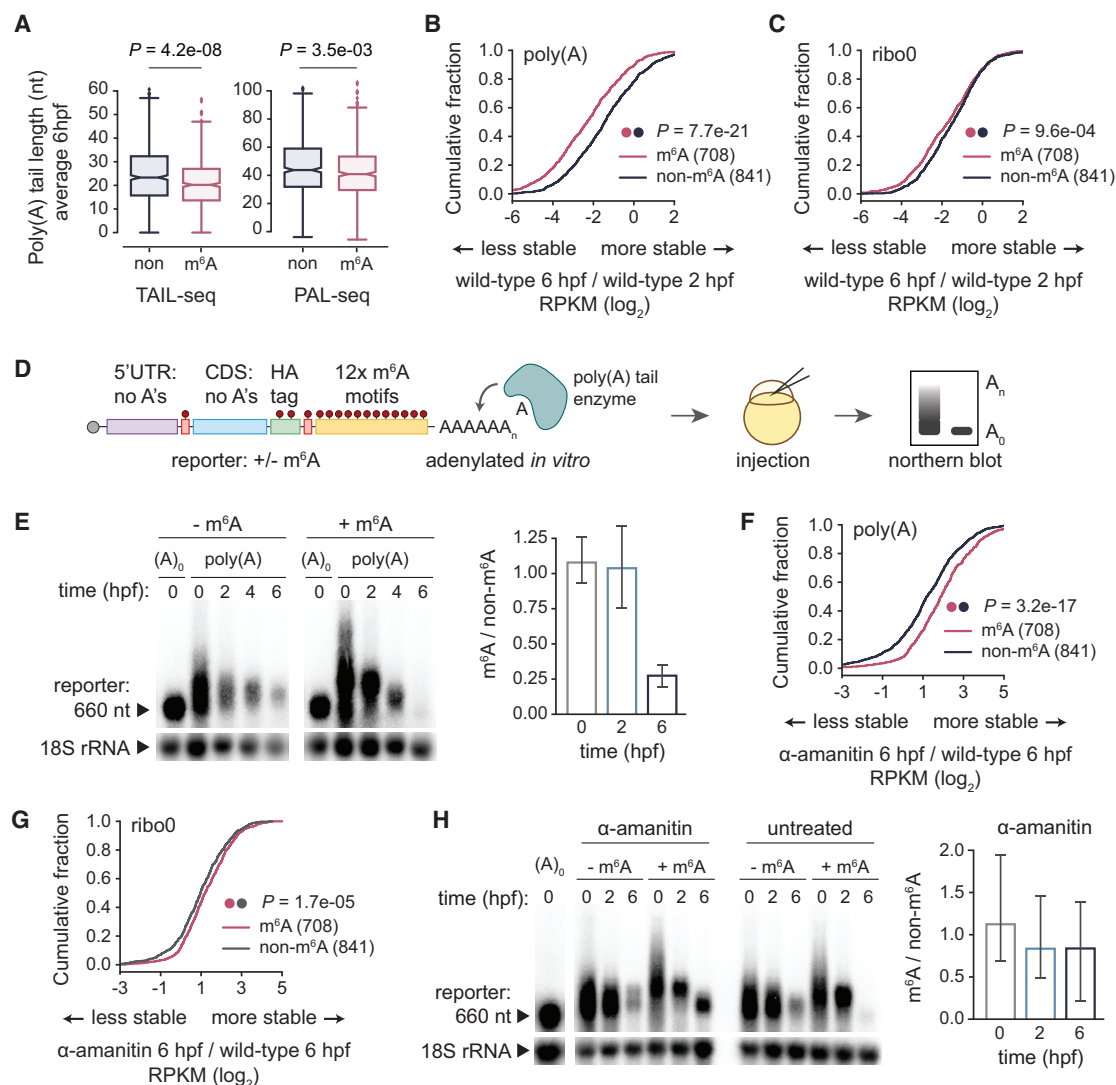 A
P = 4.2e-08
P = 3.5e-03
Poly(A) tail length (nt)
average 6hpf
60
50
40
30
20
10
0
100
80
60
40
20
0
non
m⁶A
non
m⁶A
TAIL-seq
PAL-seq
B
poly(A)
Cumulative fraction
1.0
0.8
0.6
0.4
0.2
0.0
P = 7.7e-21
m⁶A (708)
non-m⁶A (841)
-6 -4 -2 0 2
← less stable more stable →
wild-type 6 hpf / wild-type 2 hpf
RPKM (log₂)
C
ribo0
Cumulative fraction
1.0
0.8
0.6
0.4
0.2
0.0
P = 9.6e-04
m⁶A (708)
non-m⁶A (841)
-6 -4 -2 0 2
← less stable more stable →
wild-type 6 hpf / wild-type 2 hpf
RPKM (log₂)
D
5'UTR:
no A's
CDS:
no A's
HA
tag
12x m⁶A
motifs
AAAAAAₙ
A
poly(A) tail
enzyme
reporter: +/- m⁶A
adenylated in vitro
injection
Aₙ
A₀
northern blot
E
- m⁶A
+ m⁶A
(A)₀ poly(A)
(A)₀ poly(A)
time (hpf): 0 0 2 4 6 0 0 2 4 6
reporter:
660 nt ►
18S rRNA ►
m⁶A / non-m⁶A
1.25
1.00
0.75
0.50
0.25
0.00
0 2 6
time (hpf)
F
poly(A)
Cumulative fraction
1.0
0.8
0.6
0.4
0.2
0.0
P = 3.2e-17
m⁶A (708)
non-m⁶A (841)
-3 -1 1 3 5
← less stable more stable →
α-amanitin 6 hpf / wild-type 6 hpf
RPKM (log₂)
G
ribo0
Cumulative fraction
1.0
0.8
0.6
0.4
0.2
0.0
P = 1.7e-05
m⁶A (708)
non-m⁶A (841)
-3 -1 1 3 5
← less stable more stable →
α-amanitin 6 hpf / wild-type 6 hpf
RPKM (log₂)
H
α-amanitin
untreated
(A)₀
- m⁶A
+ m⁶A
- m⁶A
+ m⁶A
time (hpf): 0 0 2 6 0 2 6 0 2 6 0 2 6
reporter:
660 nt ►
18S rRNA ►
α-amanitin
m⁶A / non-m⁶A
2.0
1.5
1.0
0.5
0.0
0 2 6
time (hpf)